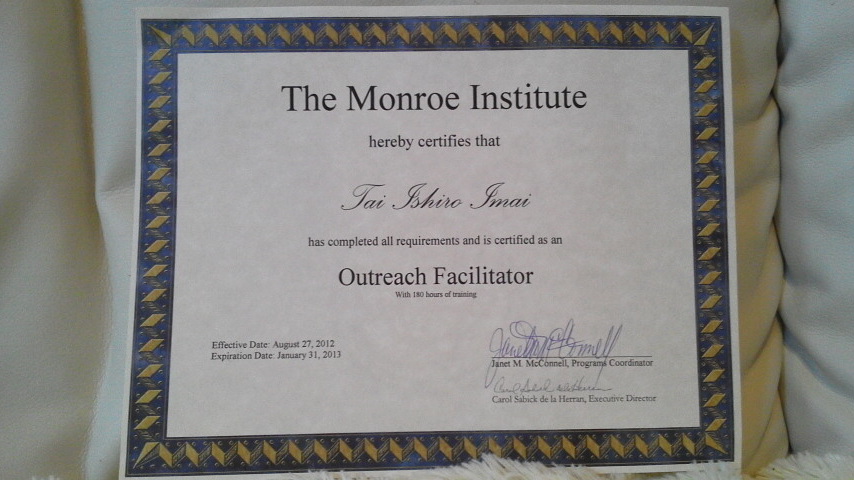 The Monroe Institute
hereby certifies that
Tai Ishiro Imai
has completed all requirements and is certified as an
Outreach Facilitator
With 180 hours of training
Effective Date: August 27, 2012
Expiration Date: January 31, 2013
Janet M. McConnell, Programs Coordinator
Carol Sabick de la Herran, Executive Director